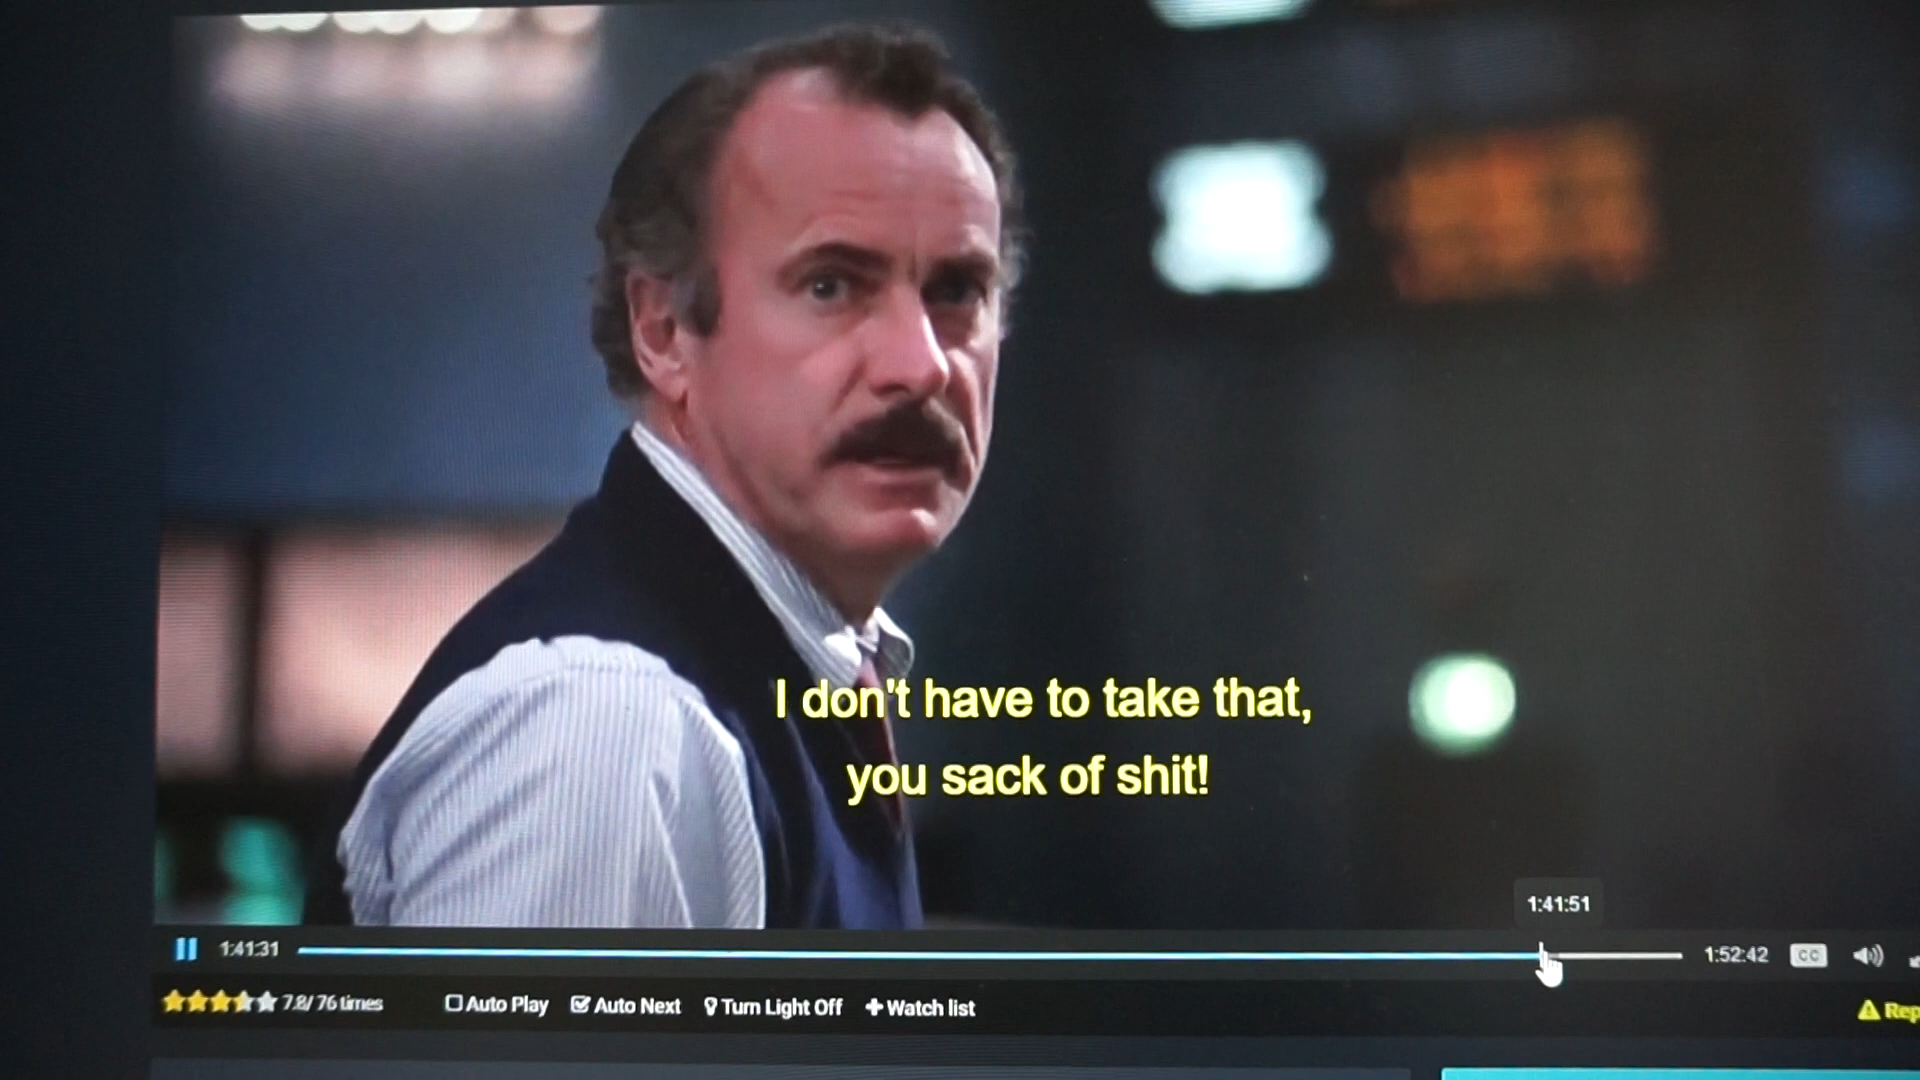 I don't have to take that,
you sack of shit!
1:41:51
1:41:31
1:52:42
CC
7.8/ 76 times
Auto Play
Auto Next
Turn Light Off
Watch list